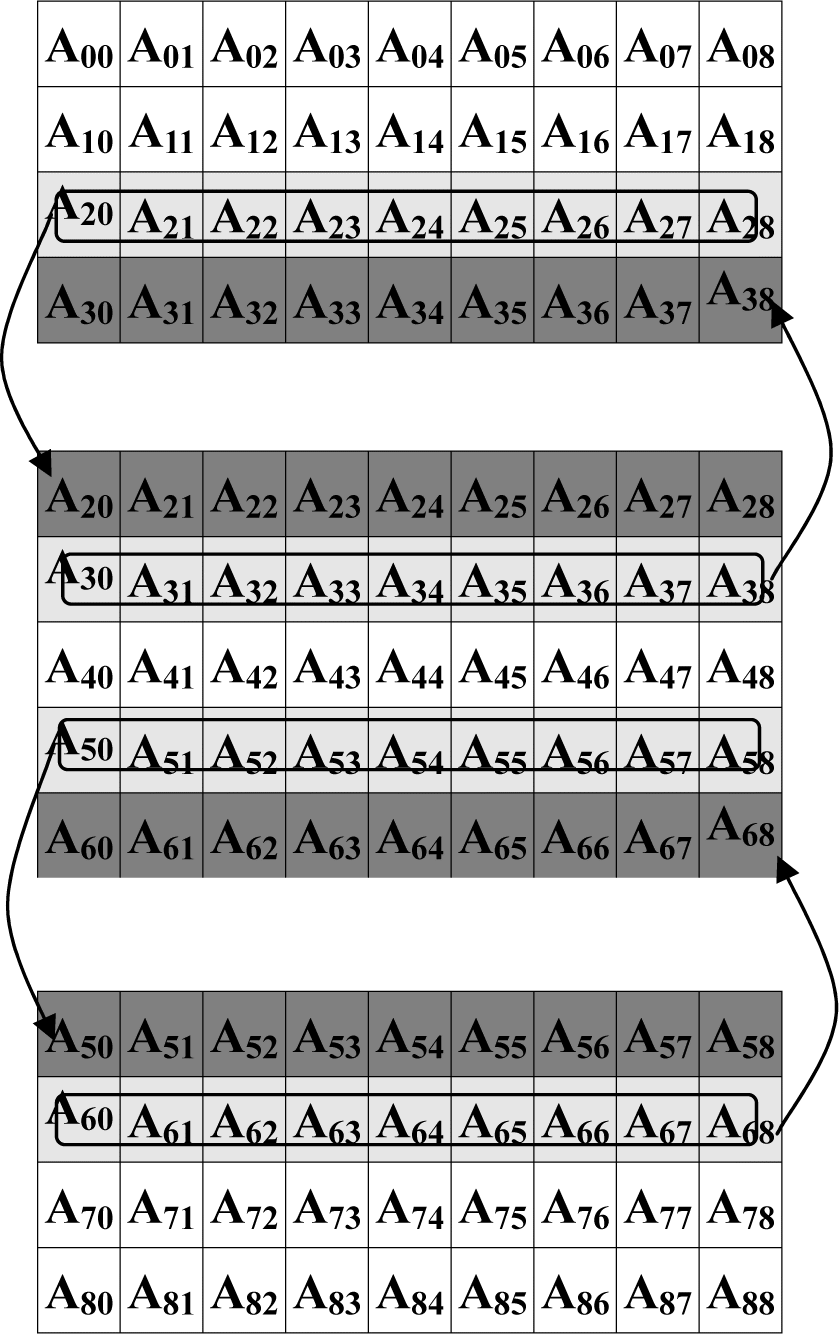 A00 A01 A02 A03 A04 A05 A06 A07 A08
A10 A11 A12 A13 A14 A15 A16 A17 A18
A20 A21 A22 A23 A24 A25 A26 A27 A28
A30 A31 A32 A33 A34 A35 A36 A37 A38
A20 A21 A22 A23 A24 A25 A26 A27 A28
A30 A31 A32 A33 A34 A35 A36 A37 A38
A40 A41 A42 A43 A44 A45 A46 A47 A48
A50 A51 A52 A53 A54 A55 A56 A57 A58
A60 A61 A62 A63 A64 A65 A66 A67 A68
A50 A51 A52 A53 A54 A55 A56 A57 A58
A60 A61 A62 A63 A64 A65 A66 A67 A68
A70 A71 A72 A73 A74 A75 A76 A77 A78
A80 A81 A82 A83 A84 A85 A86 A87 A88